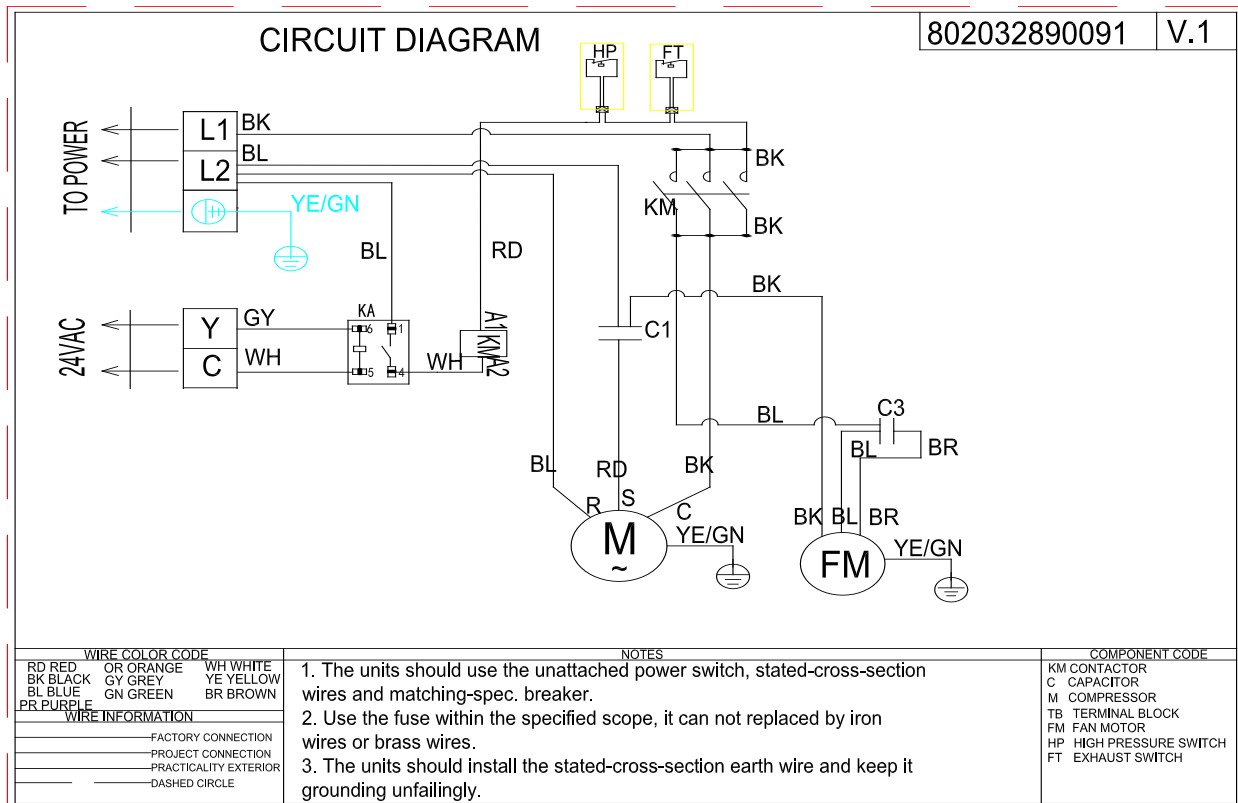 CIRCUIT DIAGRAM
802032890091 V.1
HP FT
TO POWER
L1 BK
BL
L2
YE/GN
BK
KM
BK
BL
RD
BK
24VAC
Y GY
C WH
KA
6 1
5 4
WH
A1 KM A2
C1
BL
C3
BL BR
BL RD BK
R S C
M
~
YE/GN
BK BL BR
FM
YE/GN
WIRE COLOR CODE
RD RED OR ORANGE WH WHITE
BK BLACK GY GREY YE YELLOW
BL BLUE GN GREEN BR BROWN
PR PURPLE
WIRE INFORMATION
FACTORY CONNECTION
PROJECT CONNECTION
PRACTICALITY EXTERIOR
DASHED CIRCLE
NOTES
1. The units should use the unattached power switch, stated-cross-section
wires and matching-spec. breaker.
2. Use the fuse within the specified scope, it can not replaced by iron
wires or brass wires.
3. The units should install the stated-cross-section earth wire and keep it
grounding unfailingly.
COMPONENT CODE
KM CONTACTOR
C CAPACITOR
M COMPRESSOR
TB TERMINAL BLOCK
FM FAN MOTOR
HP HIGH PRESSURE SWITCH
FT EXHAUST SWITCH